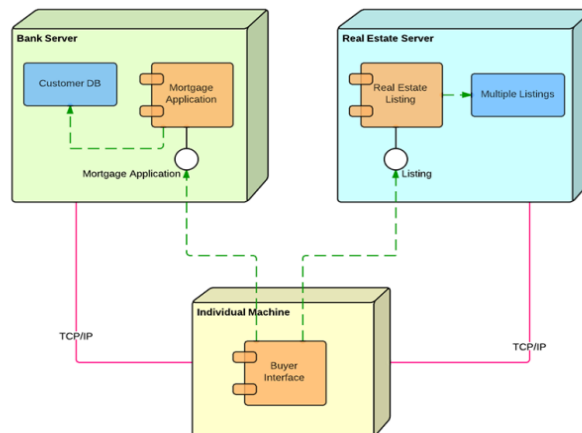 Bank Server
Real Estate Server
Customer DB
Mortgage
Application
Real Estate
Listing
Multiple Listings
Mortgage Application
Listing
Individual Machine
TCP/IP
TCP/IP
Buyer
Interface